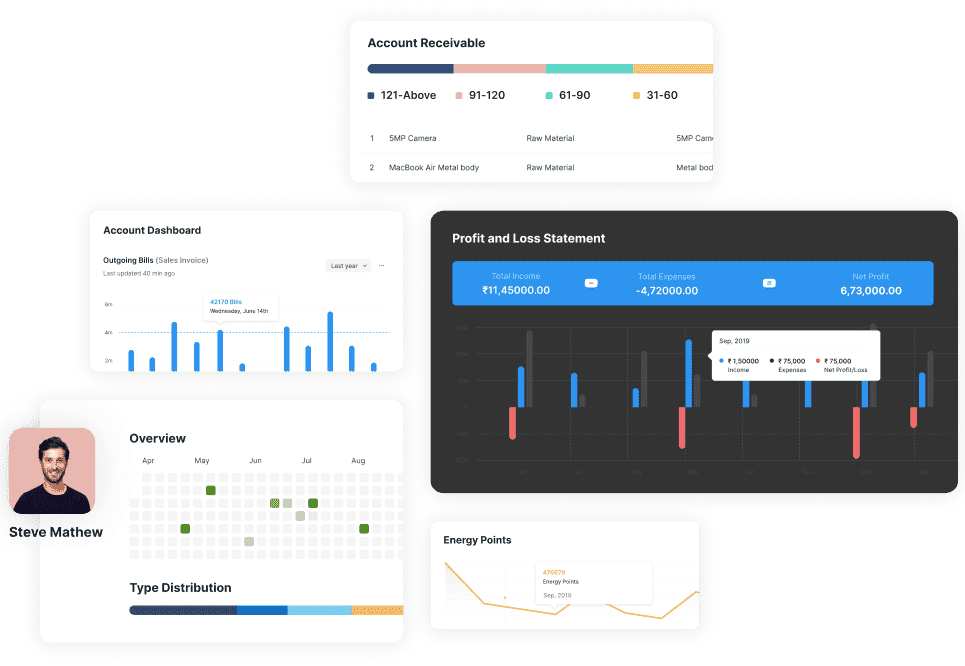 Account Receivable
121-Above 91-120 61-90 31-60
1 5MP Camera Raw Material 5MP Came
2 MacBook Air Metal body Raw Material Metal bod
Account Dashboard
Outgoing Bills (Sales Invoice)
Last updated 40 min ago
Last year
6m
42170 Bills
Wednesday, June 14th
4m
2m
Profit and Loss Statement
Total Income Total Expenses Net Profit
₹11,45000.00 -4,72000.00 6,73,000.00
Sep, 2019
₹ 1,50000 ₹ 75,000 ₹ 75,000
Income Expenses Net Profit/Loss
Steve Mathew
Overview
Apr May Jun Jul Aug
Type Distribution
Energy Points
476678
Energy Points
Sep, 2019